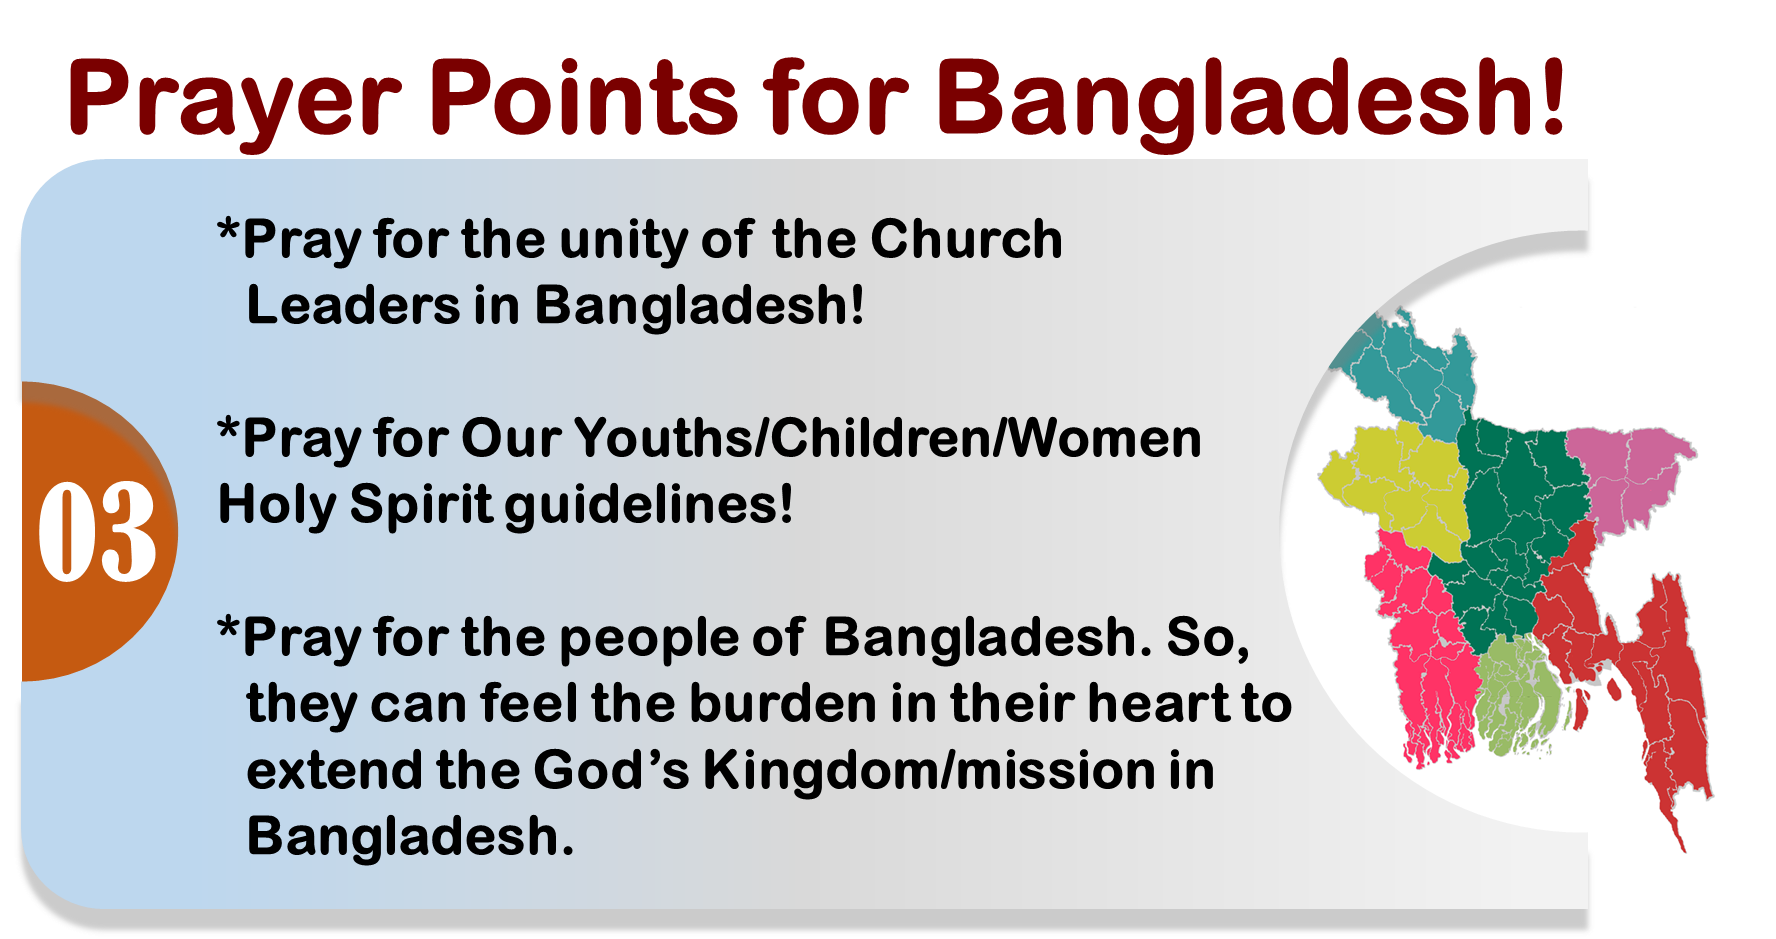 Prayer Points for Bangladesh!
*Pray for the unity of the Church
Leaders in Bangladesh!
*Pray for Our Youths/Children/Women
Holy Spirit guidelines!
03
*Pray for the people of Bangladesh. So,
they can feel the burden in their heart to
extend the God’s Kingdom/mission in
Bangladesh.